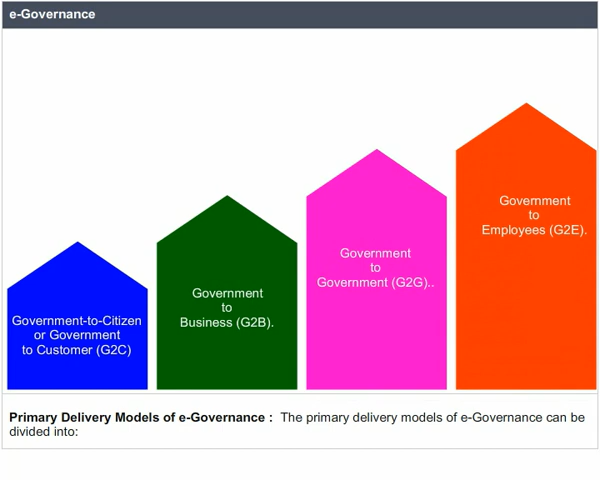 e-Governance
Government-to-Citizen
or Government
to Customer (G2C)
Government
to
Business (G2B).
Government
to
Government (G2G)..
Government
to
Employees (G2E).
Primary Delivery Models of e-Governance : The primary delivery models of e-Governance can be
divided into: